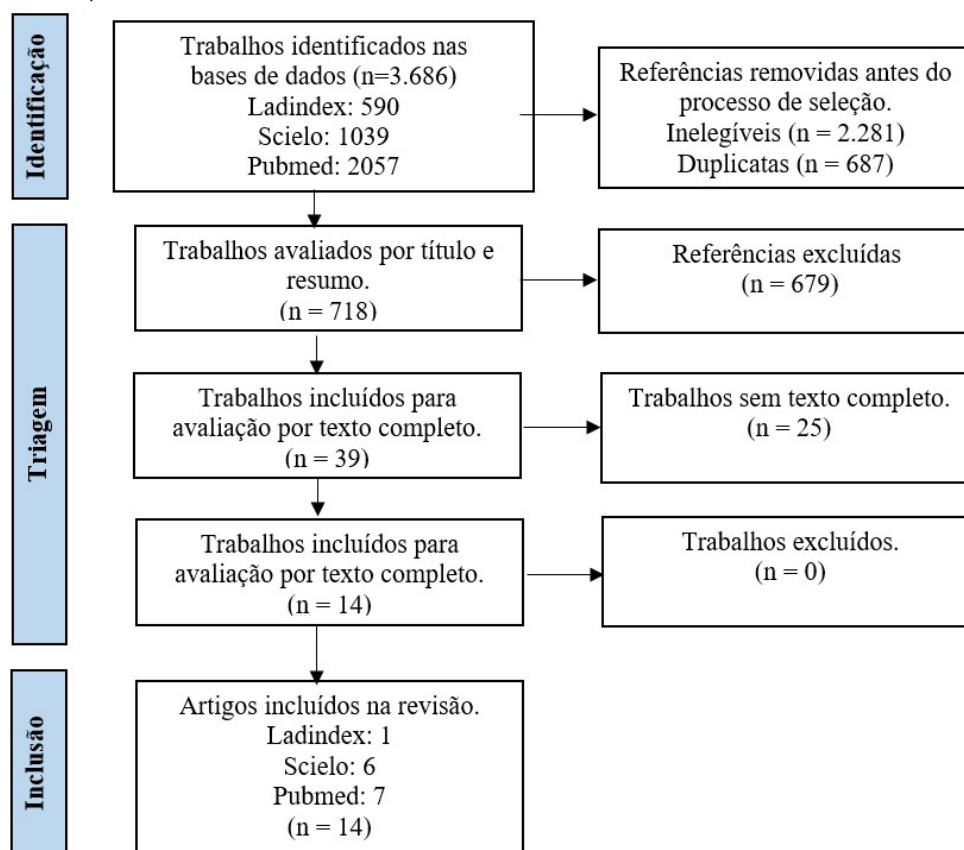 Identificação
Trabalhos identificados nas
bases de dados (n=3.686)
Ladindex: 590
Scielo: 1039
Pubmed: 2057
Referências removidas antes do
processo de seleção.
Inelegíveis (n = 2.281)
Duplicatas (n = 687)
Triagem
Trabalhos avaliados por título e
resumo.
(n = 718)
Referências excluídas
(n = 679)
Trabalhos incluídos para
avaliação por texto completo.
(n = 39)
Trabalhos sem texto completo.
(n = 25)
Trabalhos incluídos para
avaliação por texto completo.
(n = 14)
Trabalhos excluídos.
(n = 0)
Inclusão
Artigos incluídos na revisão.
Ladindex: 1
Scielo: 6
Pubmed: 7
(n = 14)